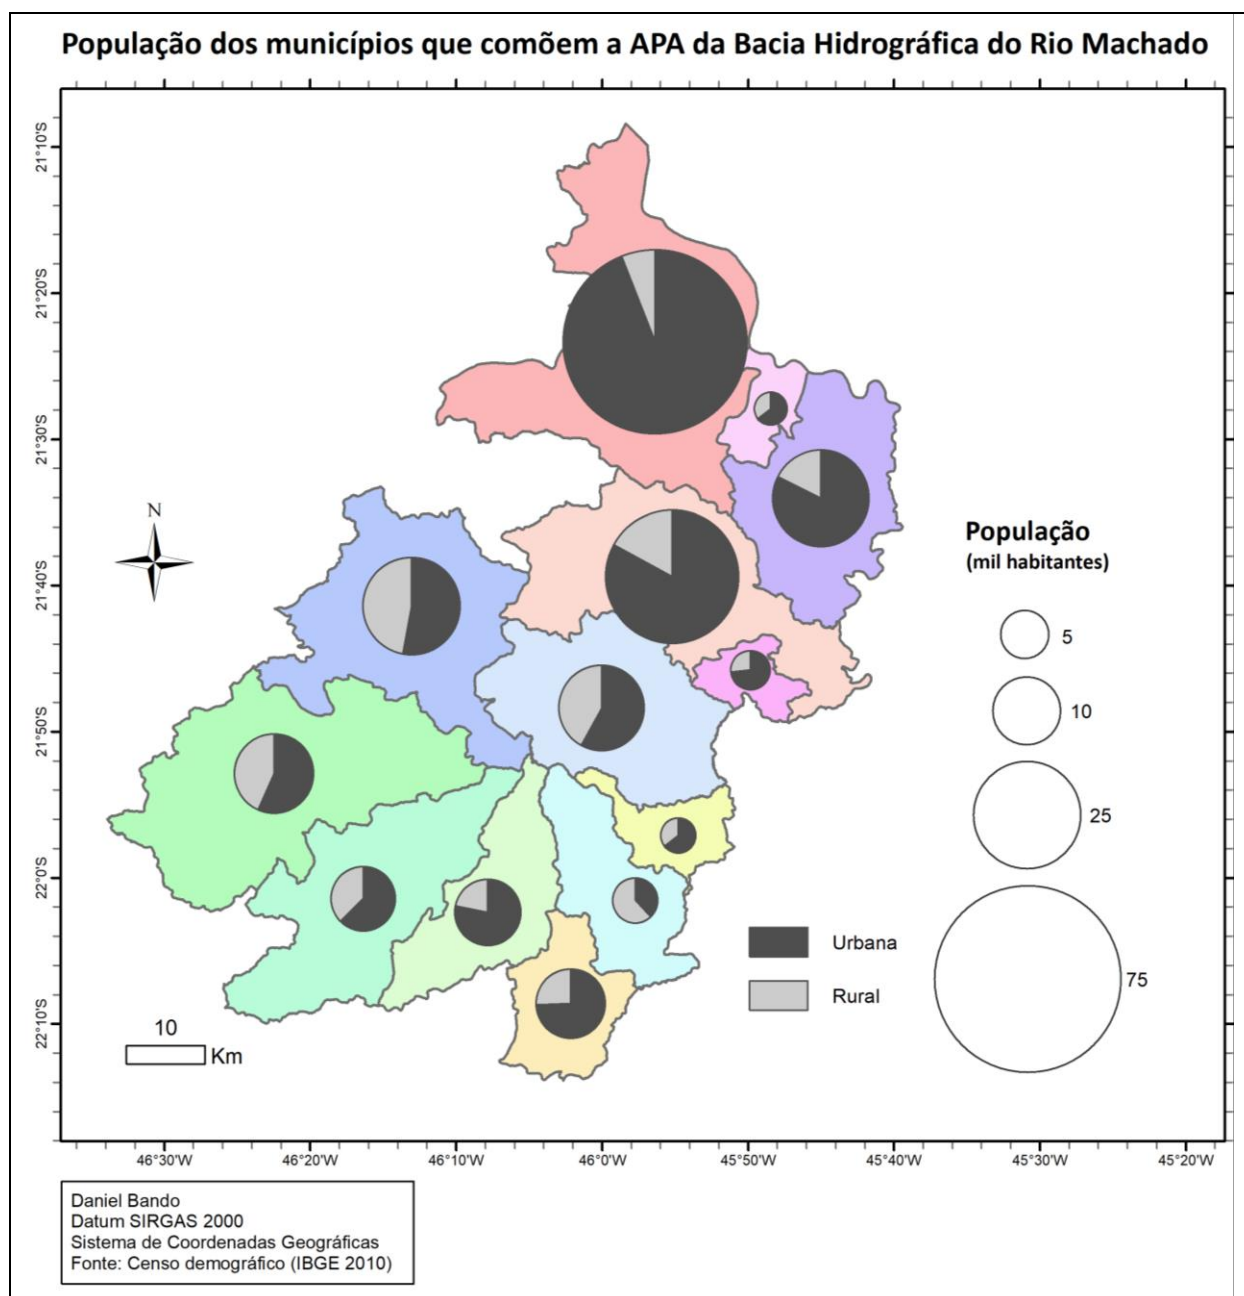 População dos municípios que comõem a APA da Bacia Hidrográfica do Rio Machado
21°10'S
21°20'S
21°30'S
21°40'S
21°50'S
22°0'S
22°10'S
N
População
(mil habitantes)
5
10
25
75
Urbana
Rural
10
Km
46°30'W
46°20'W
46°10'W
46°0'W
45°50'W
45°40'W
45°30'W
45°20'W
Daniel Bando
Datum SIRGAS 2000
Sistema de Coordenadas Geográficas
Fonte: Censo demográfico (IBGE 2010)